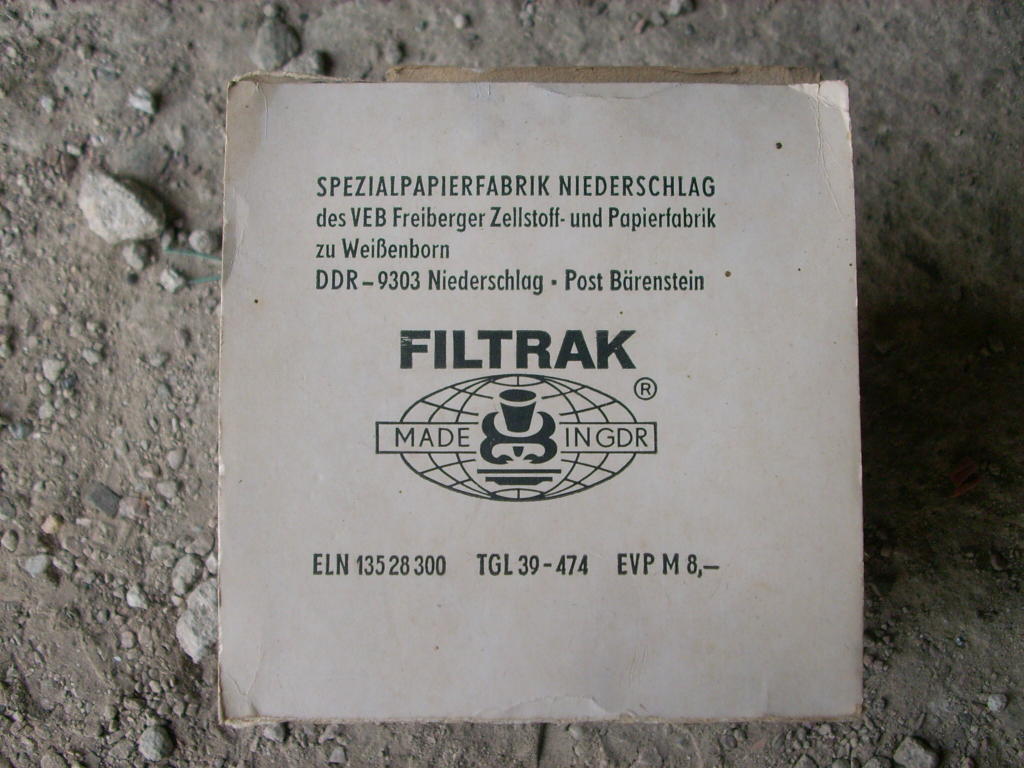 SPEZIALPAPIERFABRIK NIEDERSCHLAG
des VEB Freiberger Zellstoff- und Papierfabrik
zu Weißenborn
DDR – 9303 Niederschlag · Post Bärenstein
FILTRAK
®
MADE IN GDR
ELN 135 28 300 TGL 39 - 474 EVP M 8,—